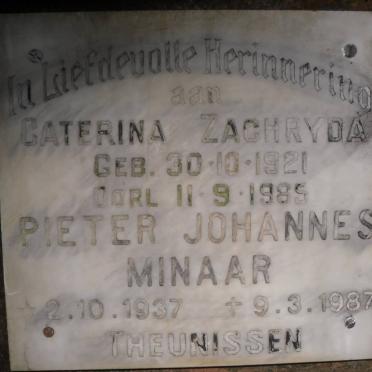 In Liefdevolle Herinnering
aan
CATERINA ZACHRYDA
GEB. 30·10·1921
OORL 11·9·1985
PIETER JOHANNES
MINAAR
* 2.10.1937 + 9.3.1987
THEUNISSEN